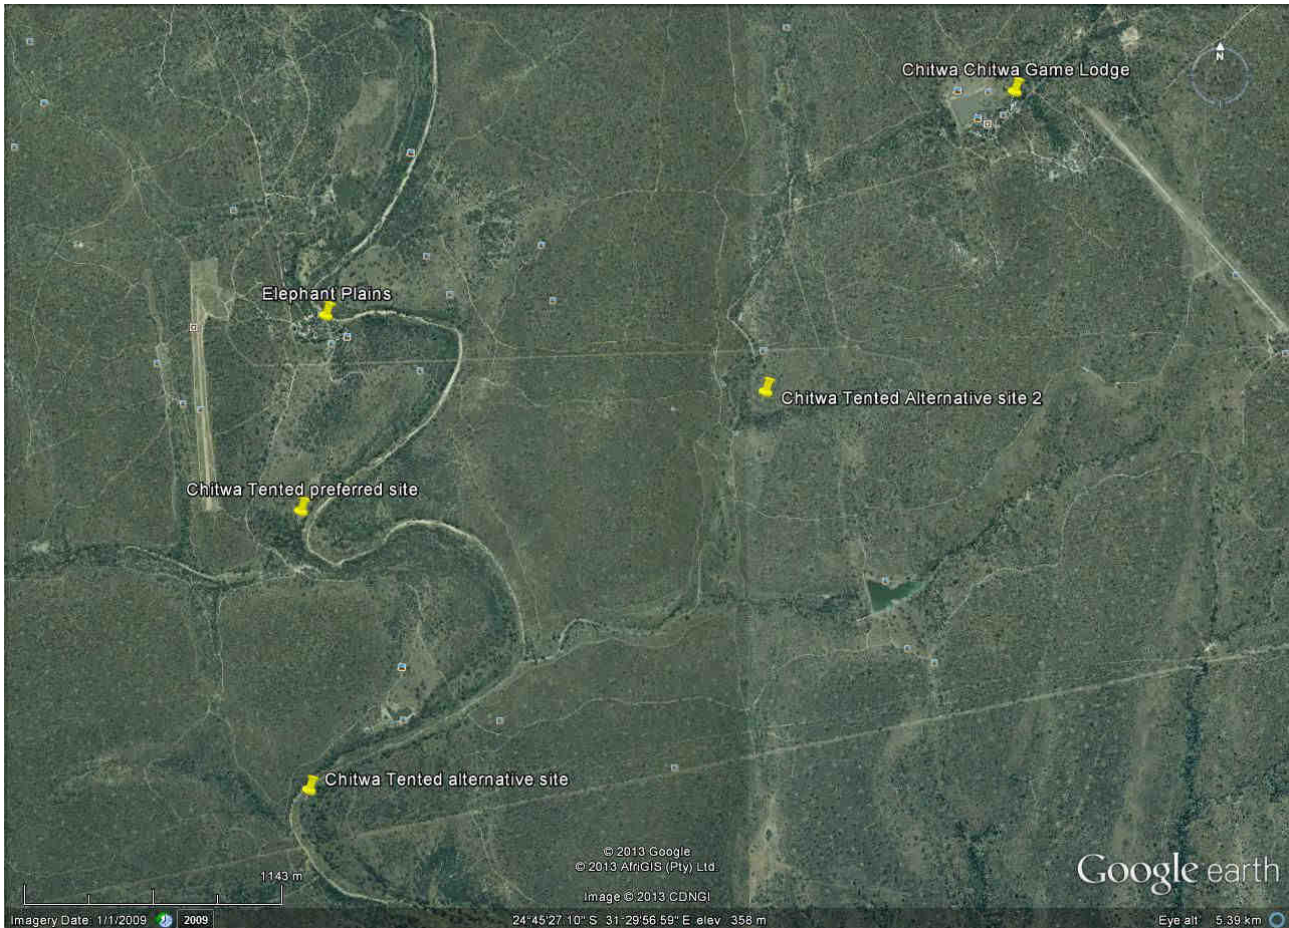 Chitwa Chitwa Game Lodge
N
Elephant Plains
Chitwa Tented Alternative site 2
Chitwa Tented preferred site
Chitwa Tented alternative site
© 2013 Google
© 2013 AfriGIS (Pty) Ltd.
Image © 2013 CDNGI
Google earth
1143 m
Imagery Date: 1/1/2009 2009 24°45'27.10" S 31°29'56.59" E elev 358 m Eye alt 5.39 km